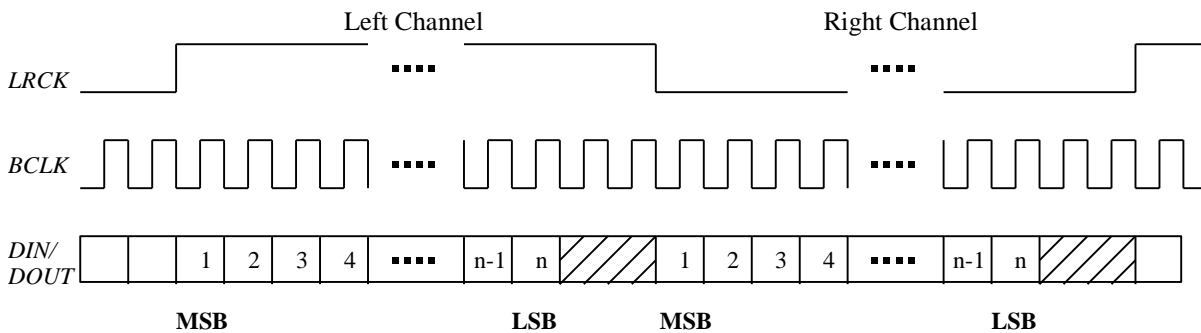 Left Channel Right Channel
LRCK
BCLK
DIN/
DOUT
1 2 3 4 n-1 n 1 2 3 4 n-1 n
MSB LSB MSB LSB